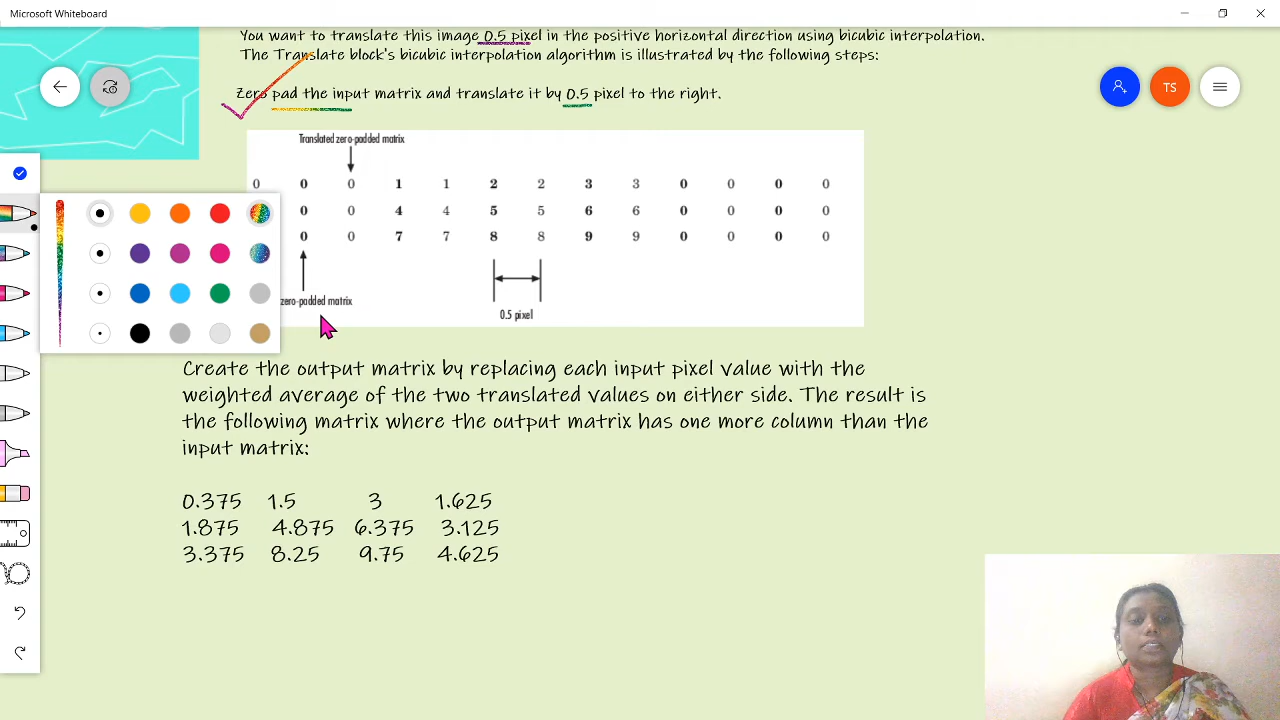 Microsoft Whiteboard
You want to translate this image 0.5 pixel in the positive horizontal direction using bicubic interpolation.
The Translate block's bicubic interpolation algorithm is illustrated by the following steps:
Zero pad the input matrix and translate it by 0.5 pixel to the right.
TS
Translated zero-padded matrix
0 0 0 1 1 2 2 3 3 0 0 0 0
0 0 4 4 5 5 6 6 0 0 0 0
0 0 7 7 8 8 9 9 0 0 0 0
zero-padded matrix
0.5 pixel
Create the output matrix by replacing each input pixel value with the
weighted average of the two translated values on either side. The result is
the following matrix where the output matrix has one more column than the
input matrix:
0.375 1.5 3 1.625
1.875 4.875 6.375 3.125
3.375 8.25 9.75 4.625